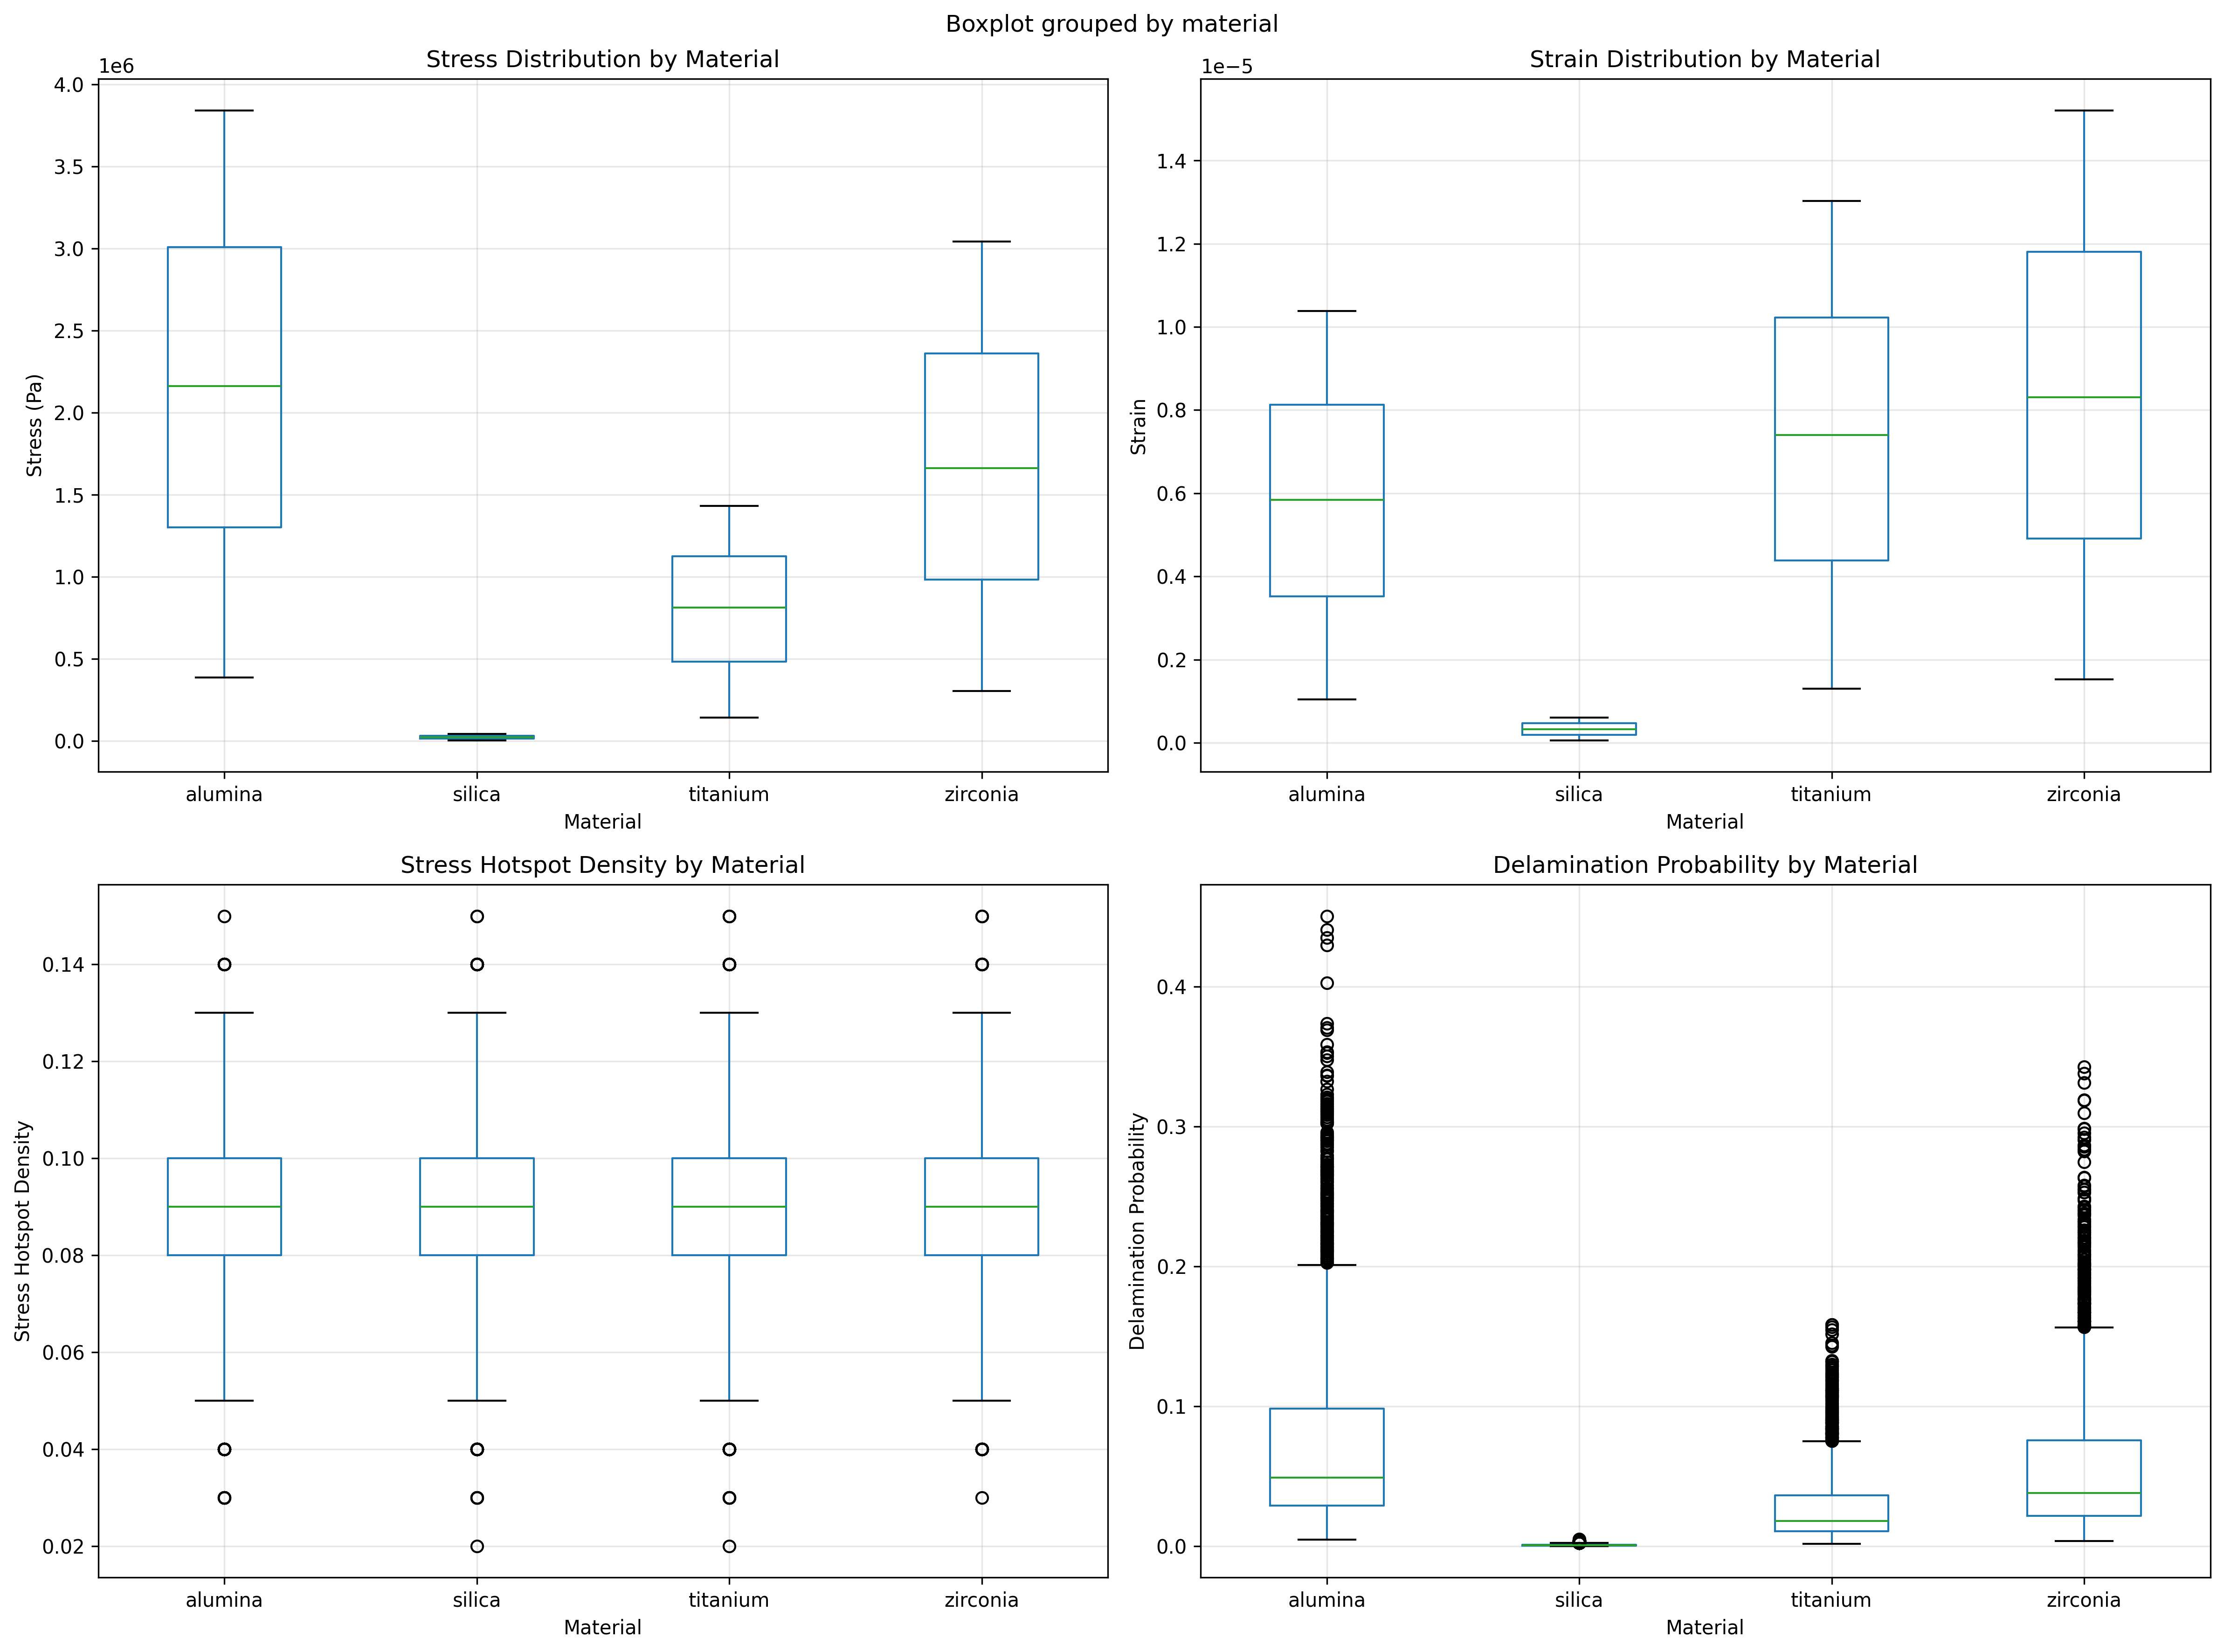 Boxplot grouped by material
Stress Distribution by Material
1e6
4.0
3.5
3.0
2.5
2.0
1.5
1.0
0.5
0.0
Stress (Pa)
alumina silica titanium zirconia
Material
Strain Distribution by Material
1e−5
1.4
1.2
1.0
0.8
0.6
0.4
0.2
0.0
Strain
alumina silica titanium zirconia
Material
Stress Hotspot Density by Material
0.14
0.12
0.10
0.08
0.06
0.04
0.02
Stress Hotspot Density
alumina silica titanium zirconia
Material
Delamination Probability by Material
0.4
0.3
0.2
0.1
0.0
Delamination Probability
alumina silica titanium zirconia
Material